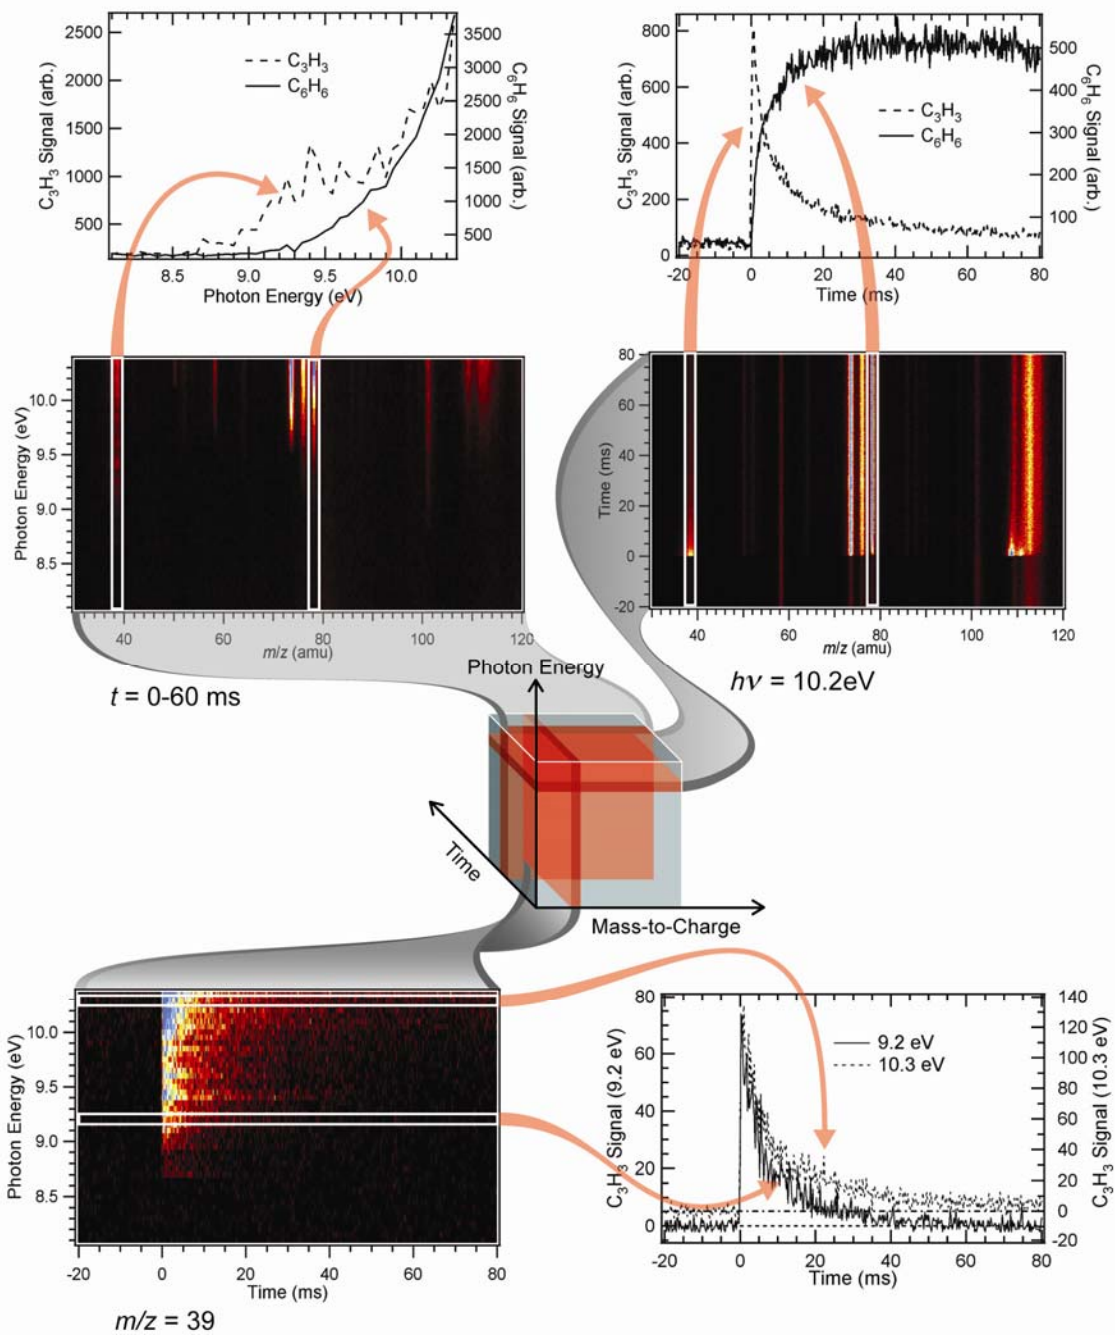 2500
2000
1500
1000
500
C₃H₃ Signal (arb.)
C₃H₃
C₆H₆
3500
3000
2500
2000
1500
1000
500
C₆H₆ Signal (arb.)
8.5 9.0 9.5 10.0
Photon Energy (eV)
800
600
400
200
0
C₃H₃ Signal (arb.)
C₃H₃
C₆H₆
500
400
300
200
100
C₆H₆ Signal (arb.)
-20 0 20 40 60 80
Time (ms)
10.0
9.5
9.0
8.5
Photon Energy (eV)
40 60 80 100 120
m/z (amu)
t = 0-60 ms
80
60
40
20
0
-20
Time (ms)
40 60 80 100 120
m/z (amu)
hν = 10.2eV
Photon Energy
Time
Mass-to-Charge
10.0
9.5
9.0
8.5
Photon Energy (eV)
-20 0 20 40 60 80
Time (ms)
m/z = 39
80
60
40
20
0
C₃H₃ Signal (9.2 eV)
9.2 eV
10.3 eV
140
120
100
80
60
40
20
0
-20
C₃H₃ Signal (10.3 eV)
-20 0 20 40 60 80
Time (ms)